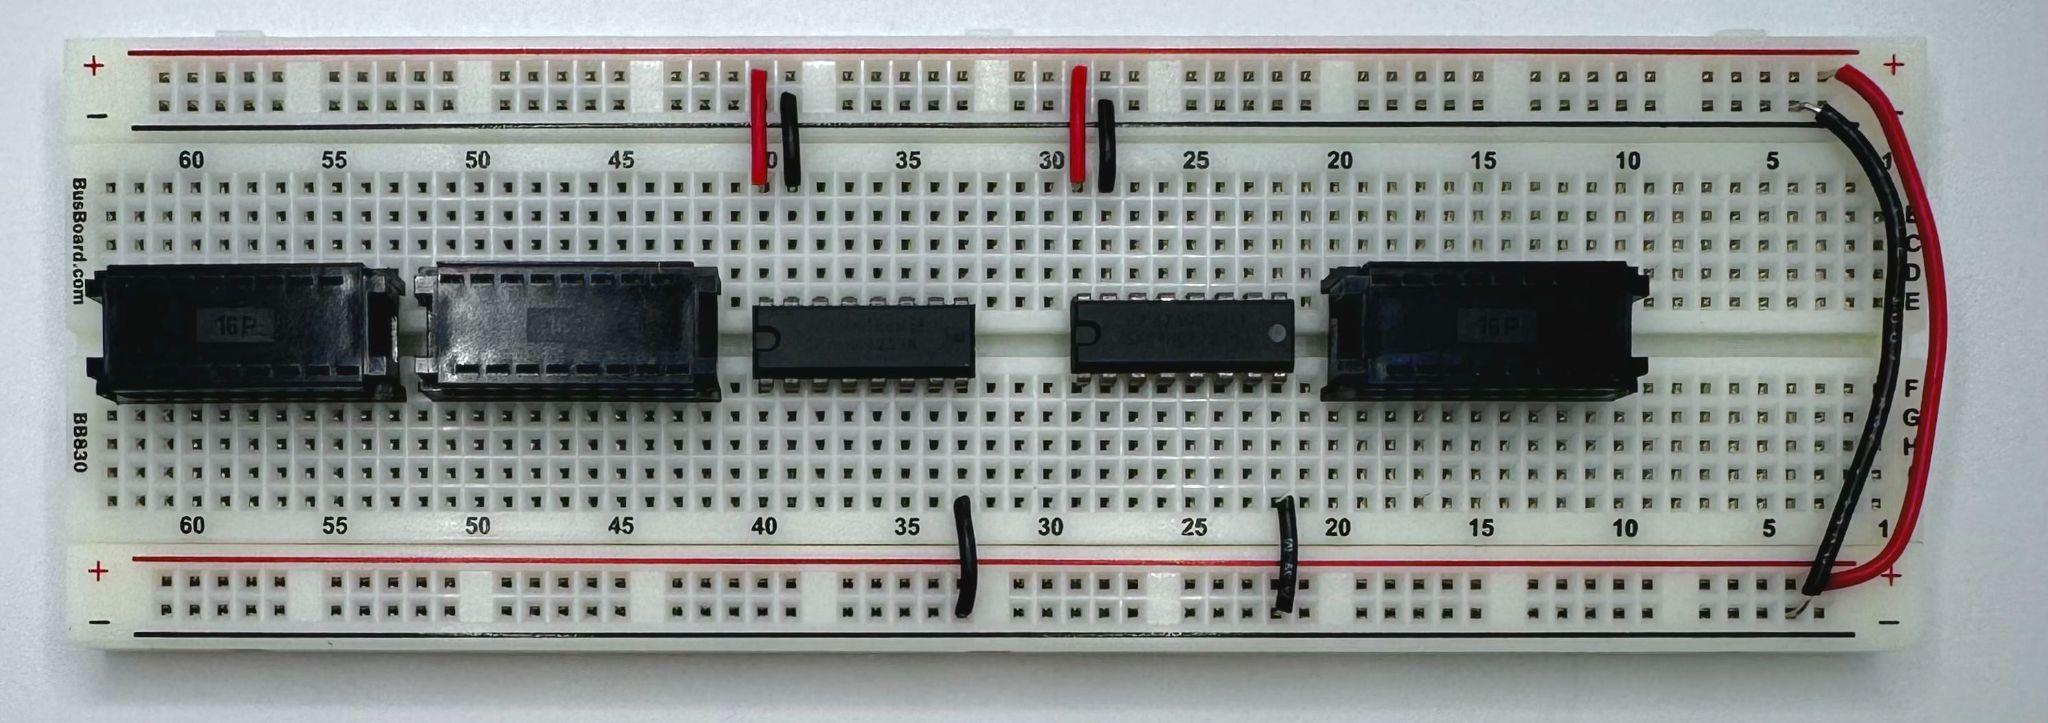 + +
− −
60 55 50 45 35 30 25 20 15 10 5 1
BusBoard.com
C
D
E
16P
16P
F
G
H
BB830
60 55 50 45 40 35 30 25 20 15 10 5 1
+ +
− −